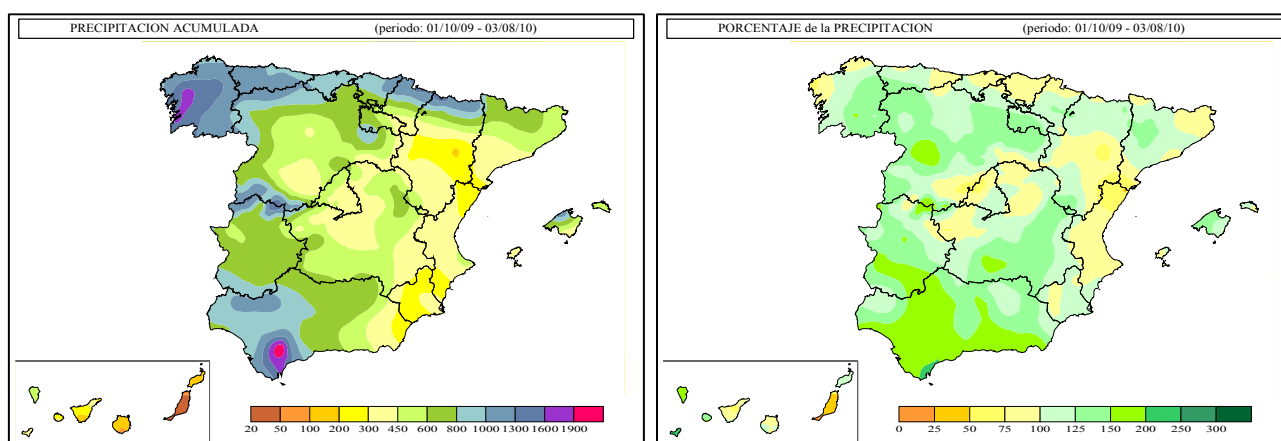 PRECIPITACION ACUMULADA (periodo: 01/10/09 - 03/08/10)
20 50 100 200 300 450 600 800 1000 1300 1600 1900
PORCENTAJE de la PRECIPITACION (periodo: 01/10/09 - 03/08/10)
0 25 50 75 100 125 150 200 250 300